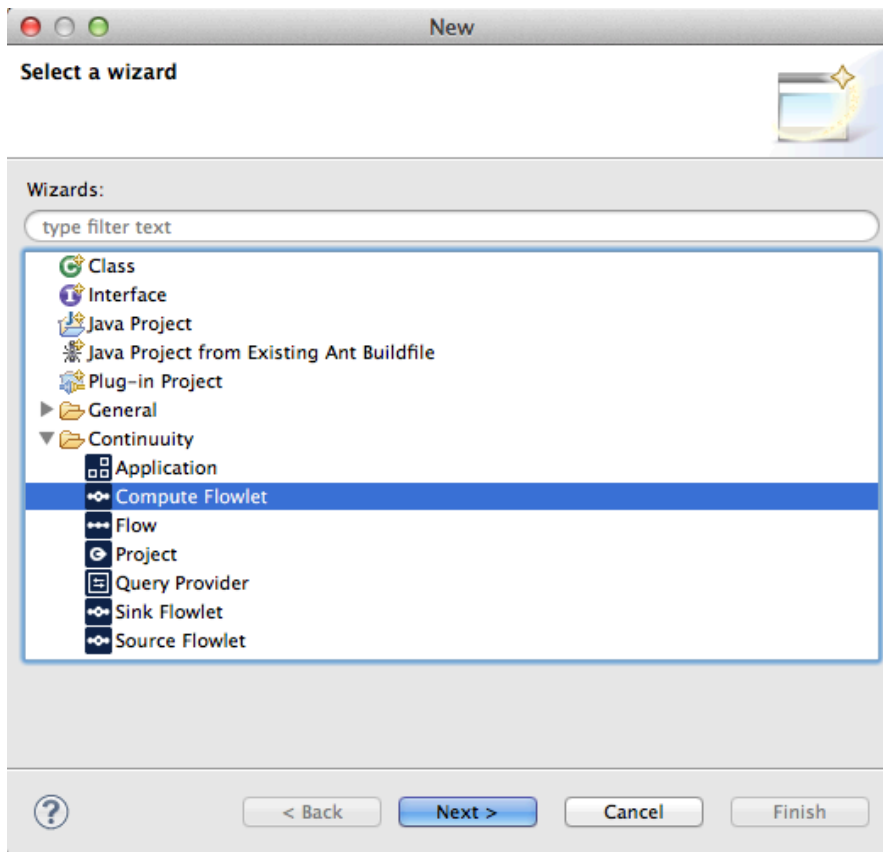 New
Select a wizard
Wizards:
type filter text
Class
Interface
Java Project
Java Project from Existing Ant Buildfile
Plug-in Project
General
Continuuity
Application
Compute Flowlet
Flow
Project
Query Provider
Sink Flowlet
Source Flowlet
? < Back Next > Cancel Finish